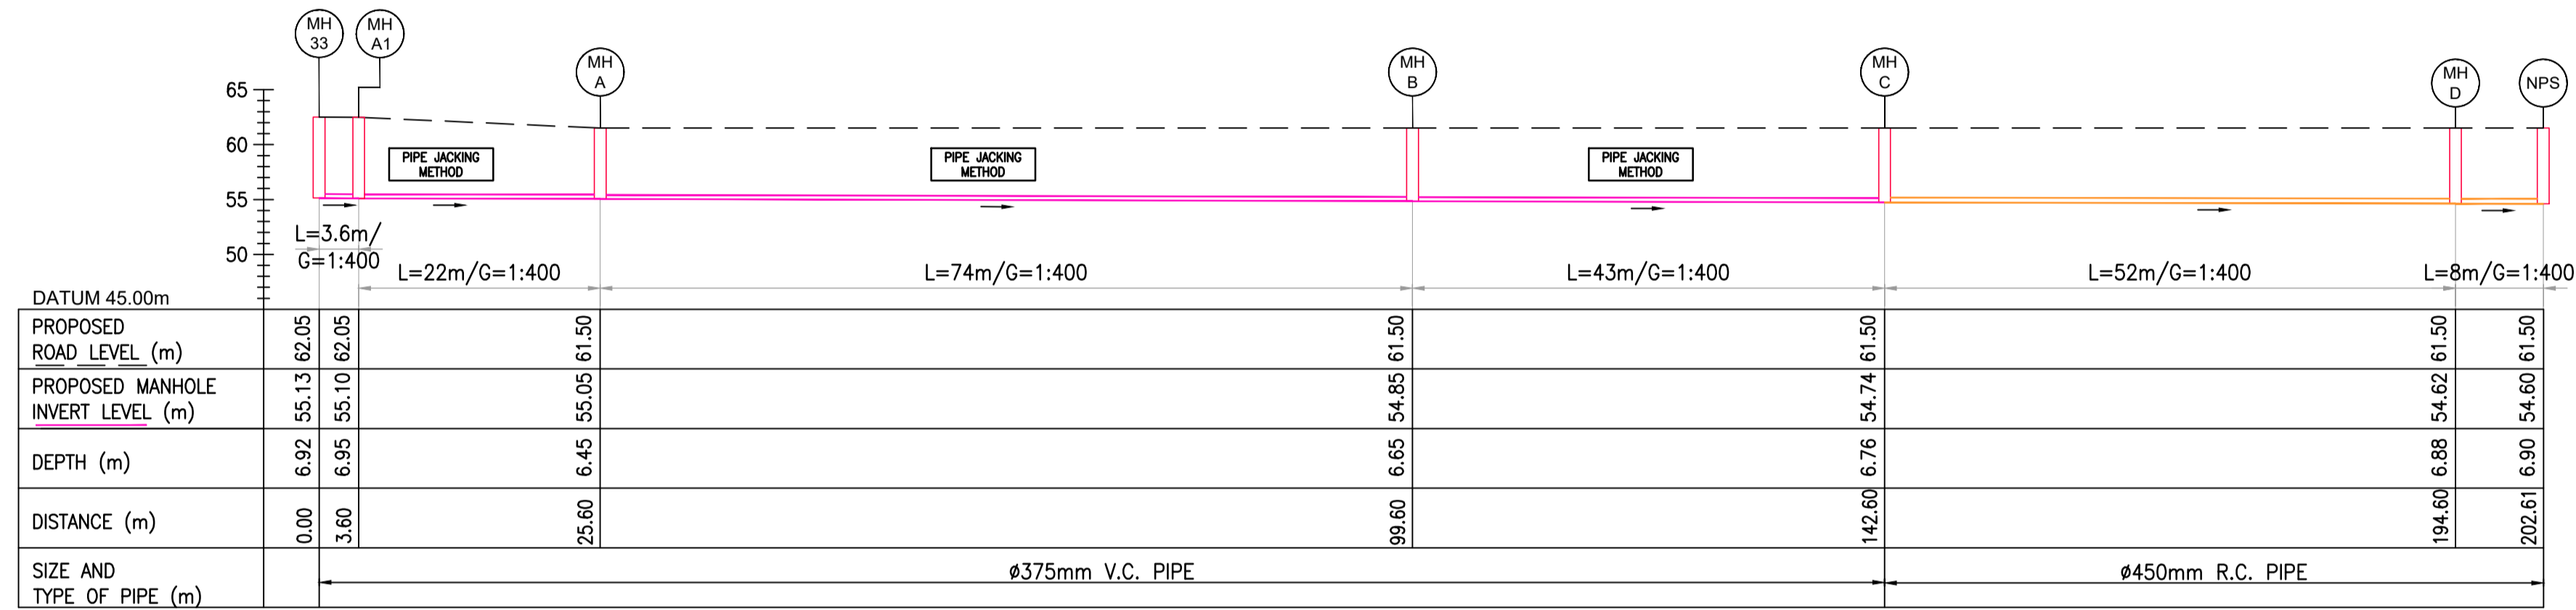 MH
33
MH
A1
MH
A
MH
B
MH
C
MH
D
NPS
65
60
55
50
PIPE JACKING
METHOD
PIPE JACKING
METHOD
PIPE JACKING
METHOD
L=3.6m/
G=1:400
L=22m/G=1:400
L=74m/G=1:400
L=43m/G=1:400
L=52m/G=1:400
L=8m/G=1:400
DATUM 45.00m
PROPOSED
ROAD LEVEL (m)
62.05
62.05
61.50
61.50
61.50
61.50
61.50
PROPOSED MANHOLE
INVERT LEVEL (m)
55.13
55.10
55.05
54.85
54.74
54.62
54.60
DEPTH (m)
6.92
6.95
6.45
6.65
6.76
6.88
6.90
DISTANCE (m)
0.00
3.60
25.60
99.60
142.60
194.60
202.61
SIZE AND
TYPE OF PIPE (m)
ø375mm V.C. PIPE
ø450mm R.C. PIPE